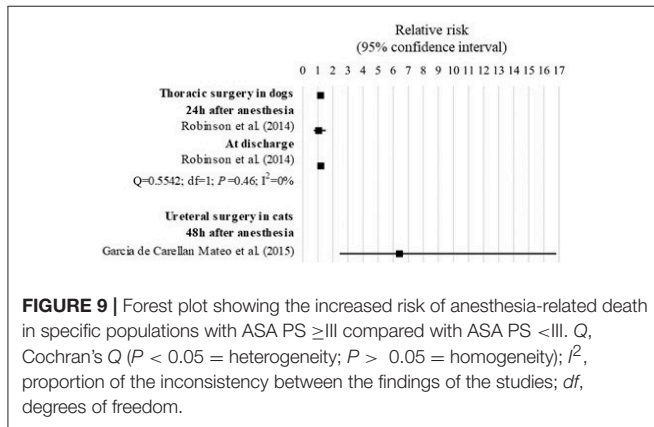 Relative risk
(95% confidence interval)
0 1 2 3 4 5 6 7 8 9 10 11 12 13 14 15 16 17
Thoracic surgery in dogs
24h after anesthesia
Robinson et al. (2014)
At discharge
Robinson et al. (2014)
Q=0.5542; df=1; P=0.46; I²=0%
Ureteral surgery in cats
48h after anesthesia
Garcia de Carellan Mateo et al. (2015)
FIGURE 9 | Forest plot showing the increased risk of anesthesia-related death
in specific populations with ASA PS ≥III compared with ASA PS <III. Q,
Cochran's Q (P < 0.05 = heterogeneity; P > 0.05 = homogeneity); I²,
proportion of the inconsistency between the findings of the studies; df,
degrees of freedom.